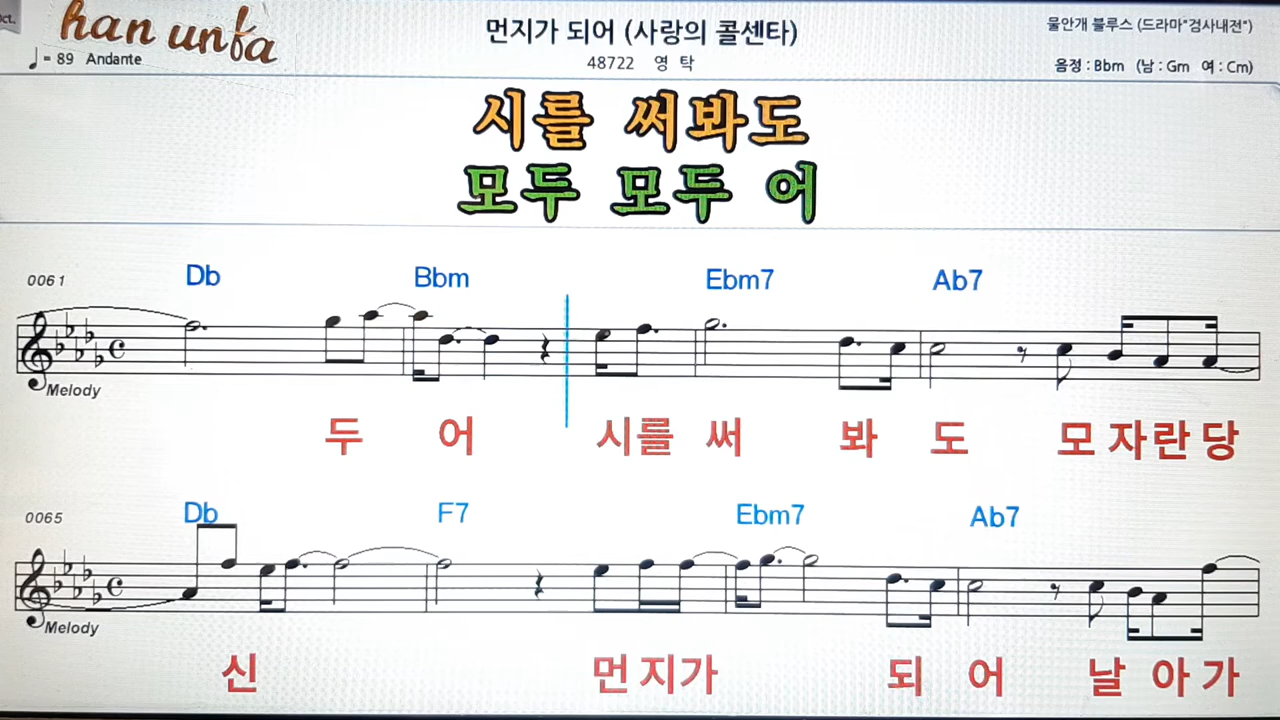 ct.
han unfa
먼지가 되어 (사랑의 콜센타)
물안개 블루스 (드라마"검사내전")
♩= 89 Andante
48722 영 탁
음정 : Bbm (남 : Gm 여 : Cm)
시를 써봐도
모두 모두 어
0061 Db Bbm Ebm7 Ab7
Melody
두 어 시를 써 봐 도 모 자란 당
0065 Db F7 Ebm7 Ab7
Melody
신 먼 지가 되 어 날 아 가